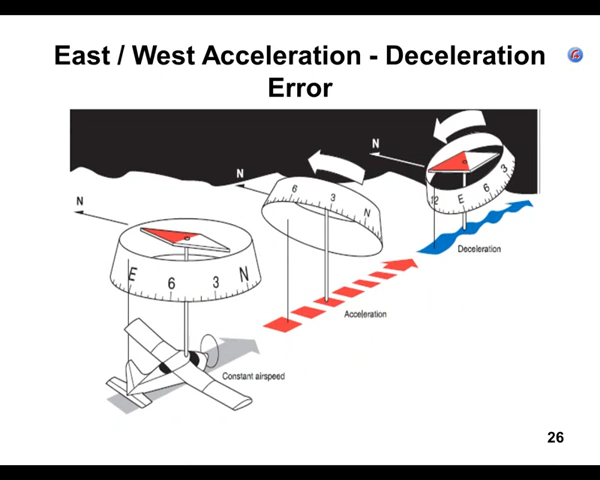 East / West Acceleration - Deceleration
Error
N
N
N
6 3 N
12 E 6 3
Deceleration
E 6 3 N
Acceleration
Constant airspeed
26